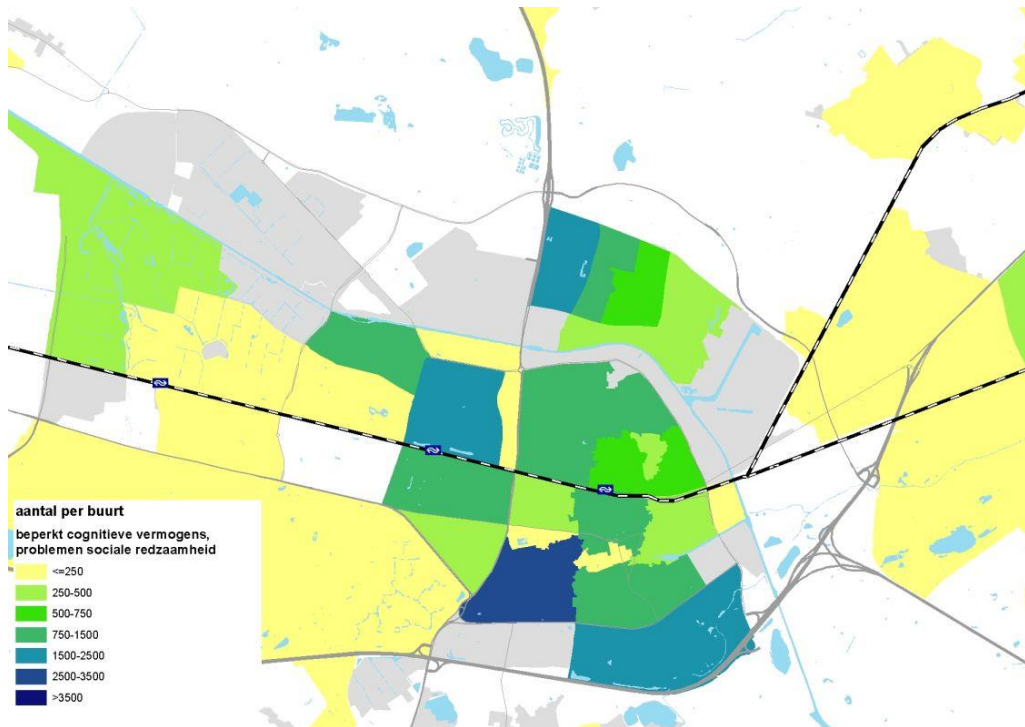 aantal per buurt
beperkt cognitieve vermogens,
problemen sociale redzaamheid
<=250
250-500
500-750
750-1500
1500-2500
2500-3500
>3500